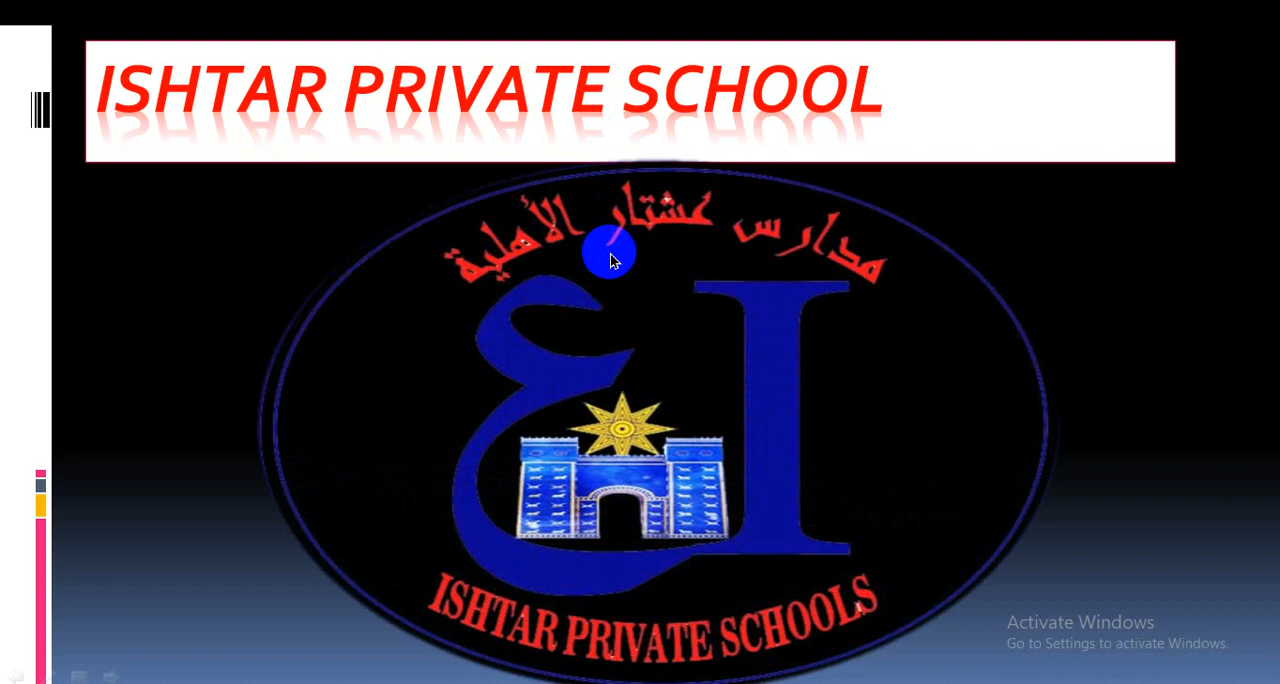 ISHTAR PRIVATE SCHOOL
مدارس عشتار الأهلية
ع I
ISHTAR PRIVATE SCHOOLS
Activate Windows
Go to Settings to activate Windows.